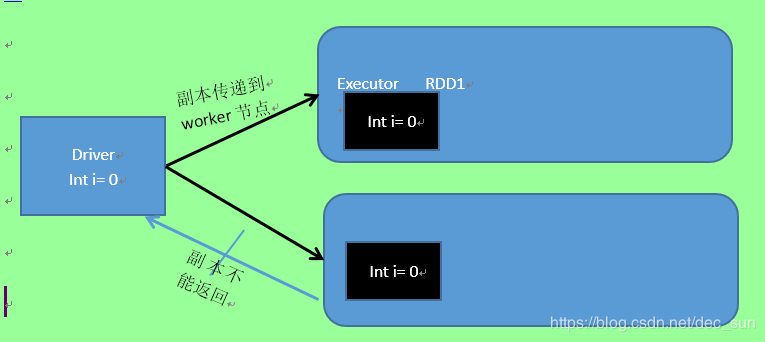 副本传递到
worker 节点
Executor RDD1
Int i= 0
Driver
Int i= 0
副本不
能返回
Int i= 0
https://blog.csdn.net/dec_sun